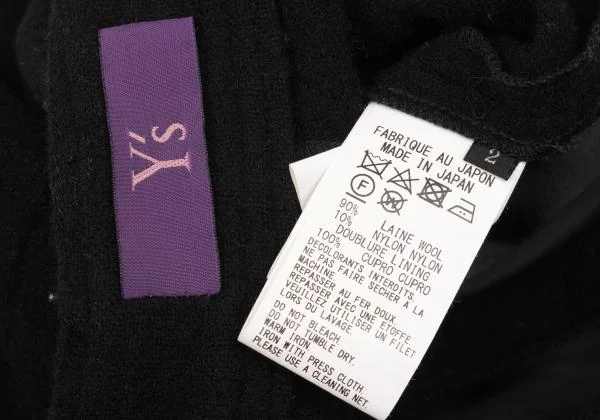 Y's
2
FABRIQUE AU JAPON
MADE IN JAPAN
F
W
90% LAINE WOOL
10% NYLON NYLON
DOUBLURE LINING
100% CUPRO CUPRO
DECOLORANTS INTERDITS.
NE PAS FAIRE SECHER A LA
MACHINE
REPASSER AU FER DOUX.
REPASSER AVEC UNE ETOFFE.
VEUILLEZ UTILISER UN FILET
LORS DU LAVAGE.
DO NOT BLEACH.
DO NOT TUMBLE DRY.
WARM IRON.
IRON WITH PRESS CLOTH
PLEASE USE A CLEANING NET.